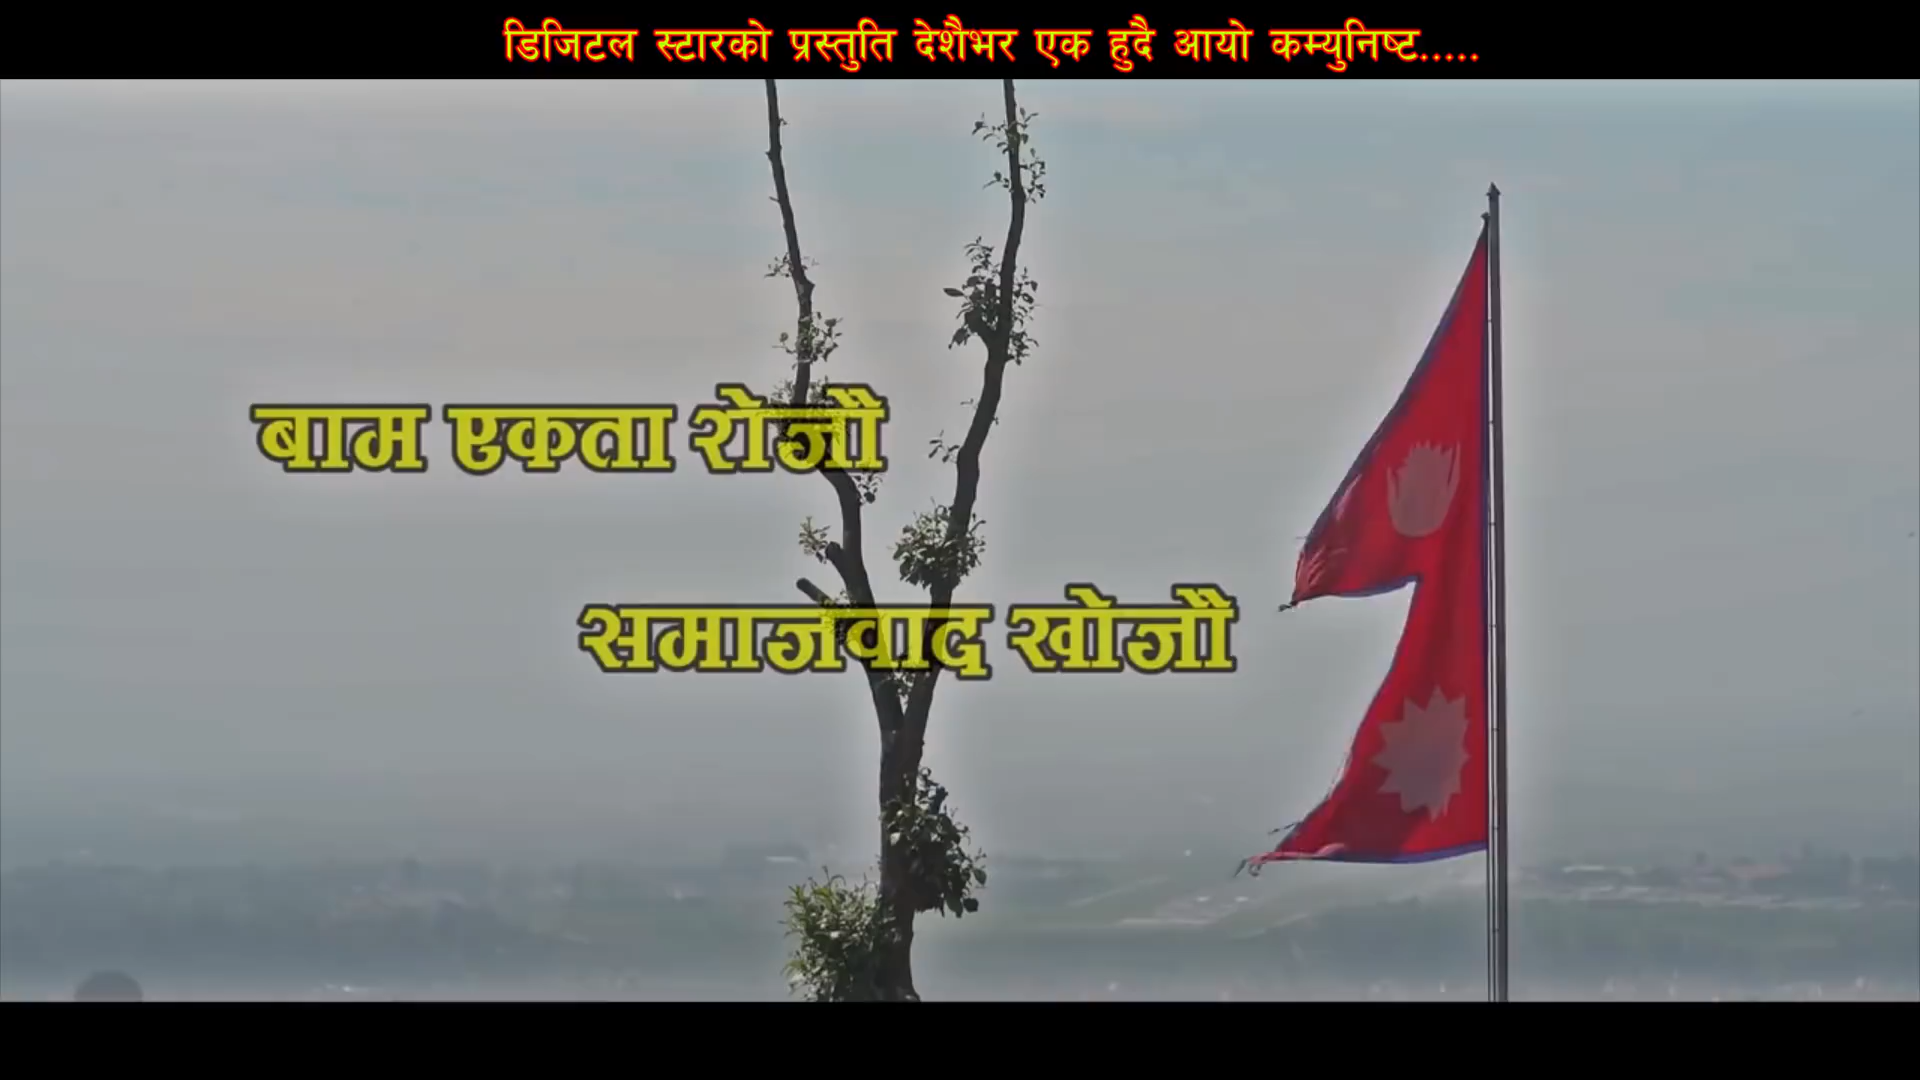 डिजिटल स्टारको प्रस्तुति देशैभर एक हुदै आयो कम्युनिष्ट.....
बाम एकता रोजौ
समाजवाद खोजौ